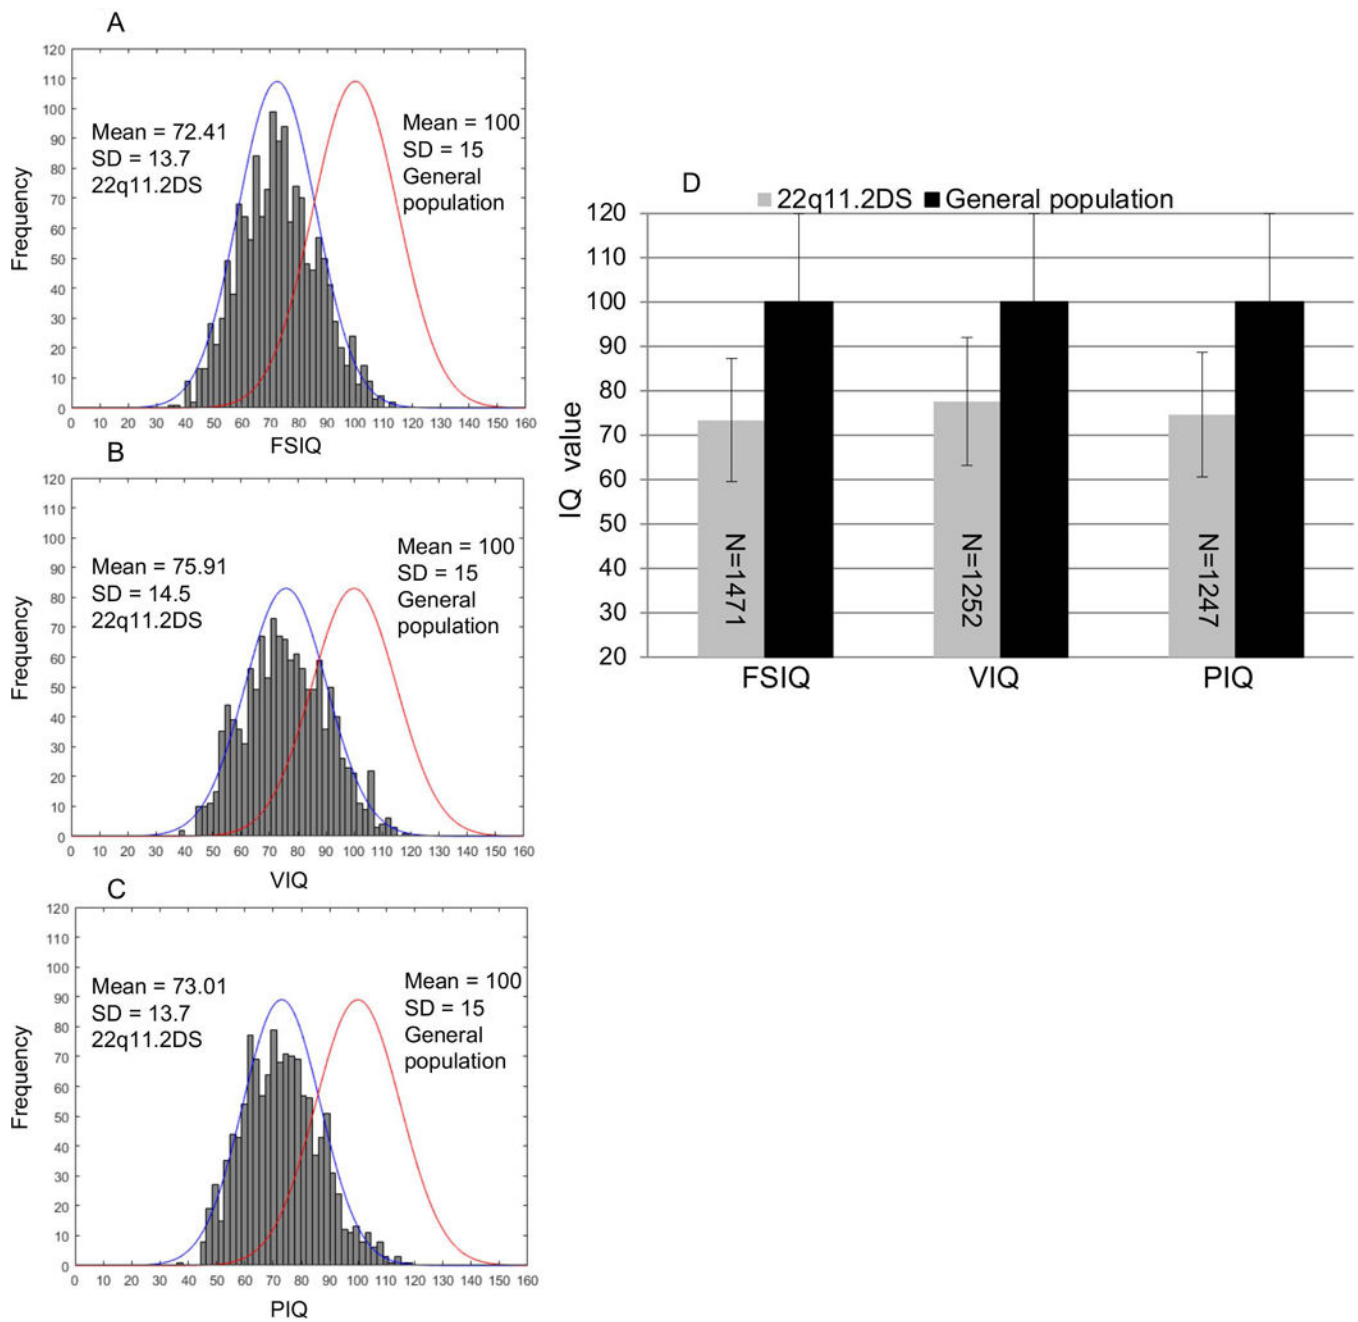 A
120
110
100
90
80
70
60
50
40
30
20
10
0
Frequency
Mean = 72.41
SD = 13.7
22q11.2DS
Mean = 100
SD = 15
General
population
0 10 20 30 40 50 60 70 80 90 100 110 120 130 140 150 160
FSIQ
B
120
110
100
90
80
70
60
50
40
30
20
10
0
Frequency
Mean = 75.91
SD = 14.5
22q11.2DS
Mean = 100
SD = 15
General
population
0 10 20 30 40 50 60 70 80 90 100 110 120 130 140 150 160
VIQ
C
120
110
100
90
80
70
60
50
40
30
20
10
0
Frequency
Mean = 73.01
SD = 13.7
22q11.2DS
Mean = 100
SD = 15
General
population
0 10 20 30 40 50 60 70 80 90 100 110 120 130 140 150 160
PIQ
D
22q11.2DS General population
120
110
100
90
80
70
60
50
40
30
20
IQ value
N=1471
N=1252
N=1247
FSIQ VIQ PIQ